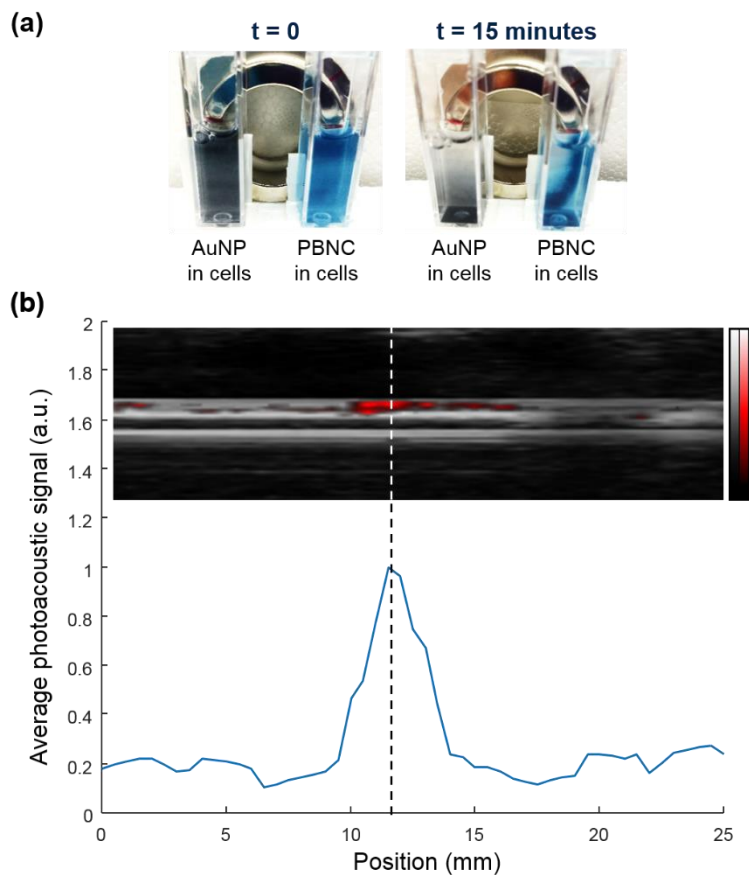 (a)
t = 0
t = 15 minutes
AuNP
in cells
PBNC
in cells
AuNP
in cells
PBNC
in cells
(b)
2
1.8
1.6
1.4
1.2
1
0.8
0.6
0.4
0.2
0
Average photoacoustic signal (a.u.)
0
5
10
15
20
25
Position (mm)